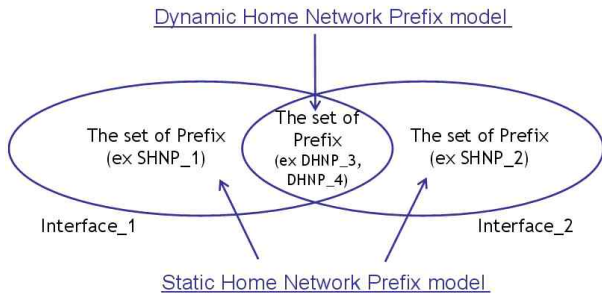 Dynamic Home Network Prefix model
The set of Prefix
(ex SHNP_1)
The set of
Prefix
(ex DHNP_3,
DHNP_4)
The set of Prefix
(ex SHNP_2)
Interface_1
Interface_2
Static Home Network Prefix model